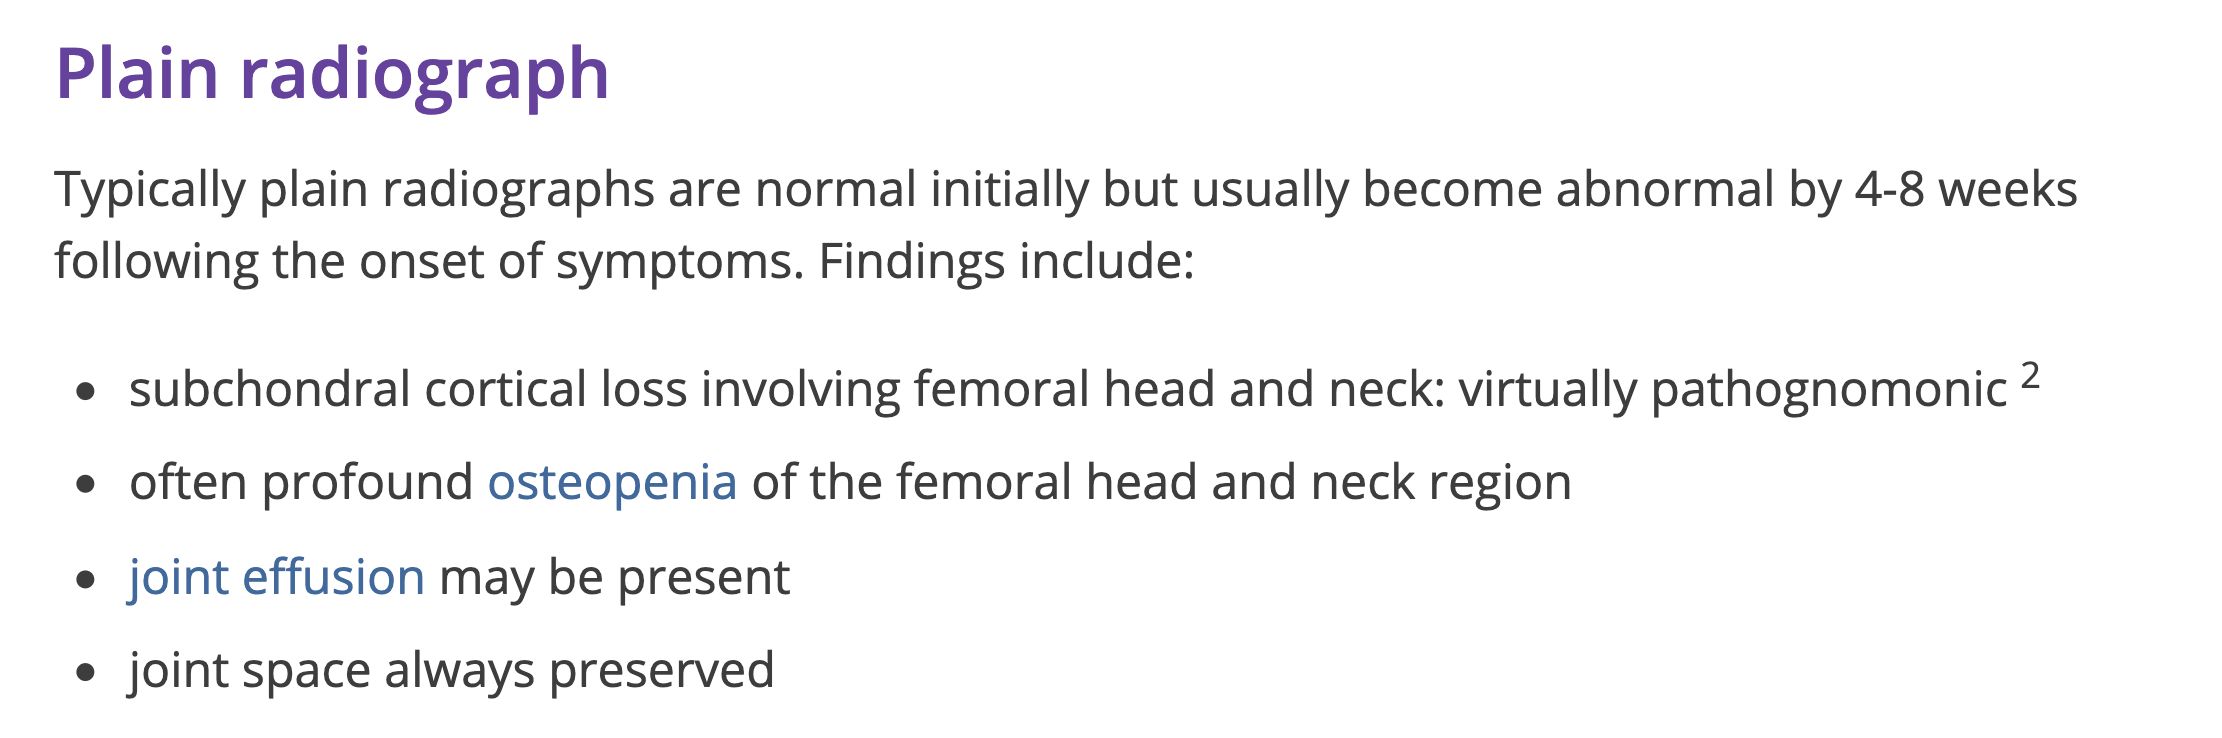 Plain radiograph
Typically plain radiographs are normal initially but usually become abnormal by 4-8 weeks
following the onset of symptoms. Findings include:
• subchondral cortical loss involving femoral head and neck: virtually pathognomonic 2
• often profound osteopenia of the femoral head and neck region
• joint effusion may be present
• joint space always preserved